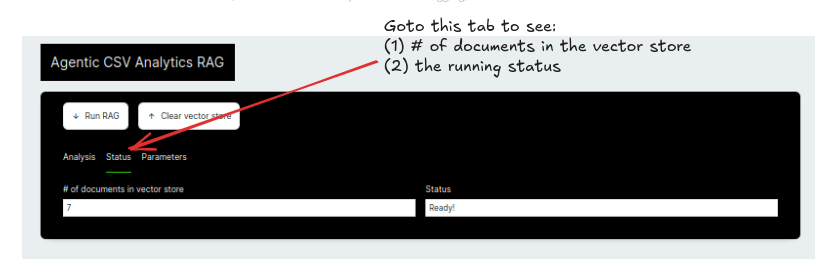 Goto this tab to see:
(1) # of documents in the vector store
(2) the running status
Agentic CSV Analytics RAG
↓ Run RAG
↑ Clear vector store
Analysis Status Parameters
# of documents in vector store
Status
7
Ready!